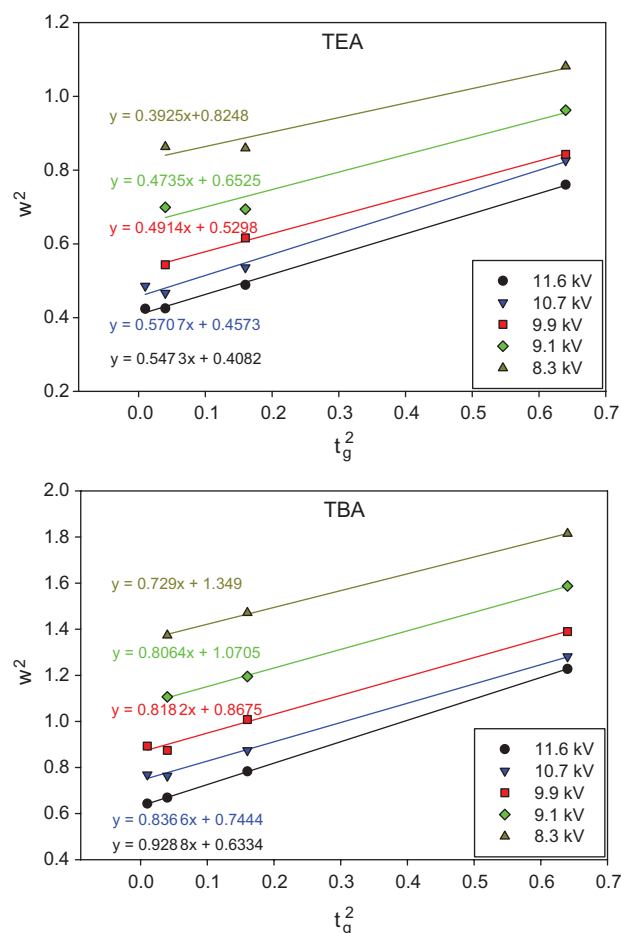 TEA
1.2
1.0
0.8
0.6
0.4
0.2
w²
y = 0.3925x+0.8248
y = 0.4735x + 0.6525
y = 0.4914x + 0.5298
y = 0.5707x + 0.4573
y = 0.5473x + 0.4082
11.6 kV
10.7 kV
9.9 kV
9.1 kV
8.3 kV
0.0 0.1 0.2 0.3 0.4 0.5 0.6 0.7
t_g²
TBA
2.0
1.8
1.6
1.4
1.2
1.0
0.8
0.6
0.4
w²
y = 0.729x + 1.349
y = 0.8064x + 1.0705
y = 0.8182x + 0.8675
y = 0.8366x + 0.7444
y = 0.9288x + 0.6334
11.6 kV
10.7 kV
9.9 kV
9.1 kV
8.3 kV
0.0 0.1 0.2 0.3 0.4 0.5 0.6 0.7
t_g²